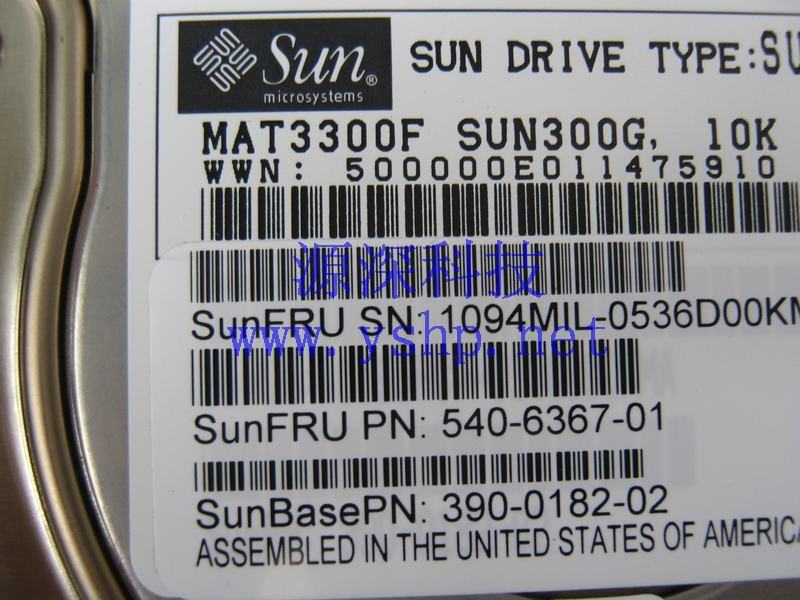 Sun®
microsystems
SUN DRIVE TYPE:SU
MAT3300F SUN300G, 10K
WWN: 500000E011475910
源深科技
SunFRU SN: 1094MIL-0536D00KM
www.yshp.net
SunFRU PN: 540-6367-01
SunBasePN: 390-0182-02
ASSEMBLED IN THE UNITED STATES OF AMERICA